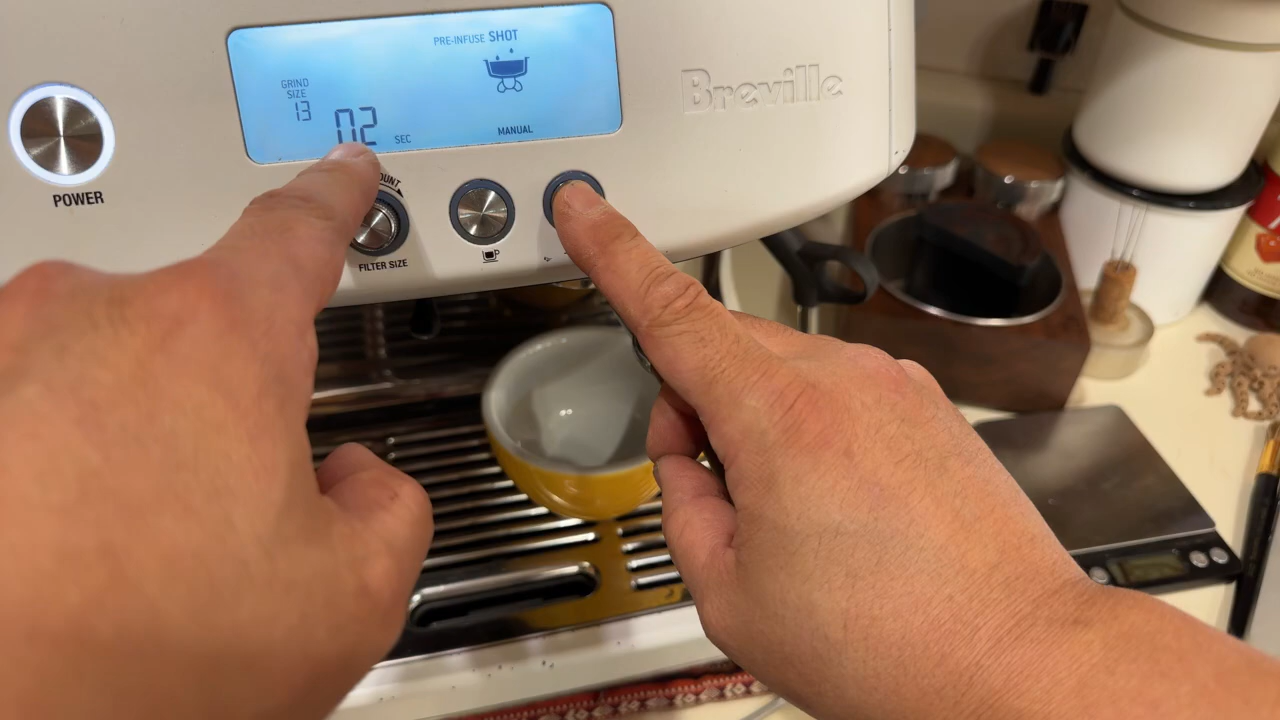 PRE-INFUSE SHOT
GRIND
SIZE
13
02 SEC
MANUAL
Breville
POWER
FILTER SIZE